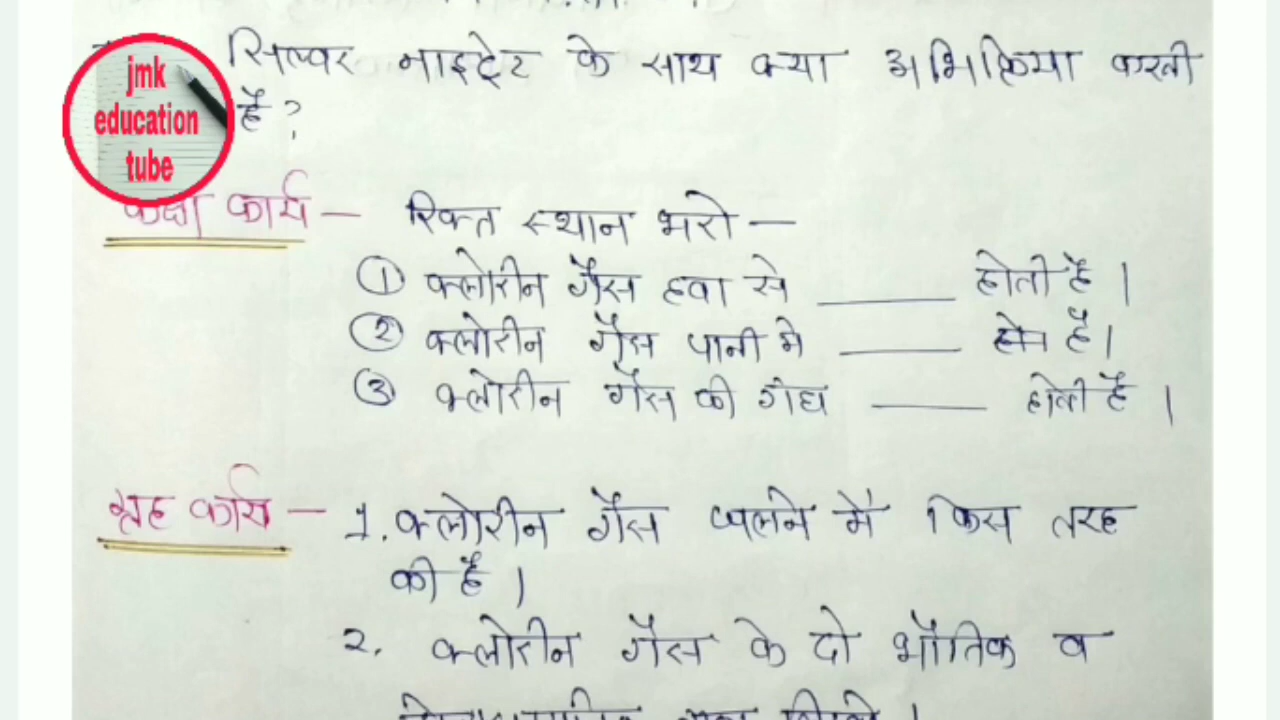 सिल्वर नाइट्रेट के साथ क्या अभिक्रिया करती
है?
jmk
education
tube
कक्षा कार्य — रिक्त स्थान भरो —
① क्लोरीन गैस हवा से ______ होती है।
② क्लोरीन गैस पानी मे ______ है।
③ क्लोरीन गैस की गंध ______ होती है।
गृह कार्य — 1. क्लोरीन गैस जलने में किस तरह
की है।
2. क्लोरीन गैस के दो भौतिक व